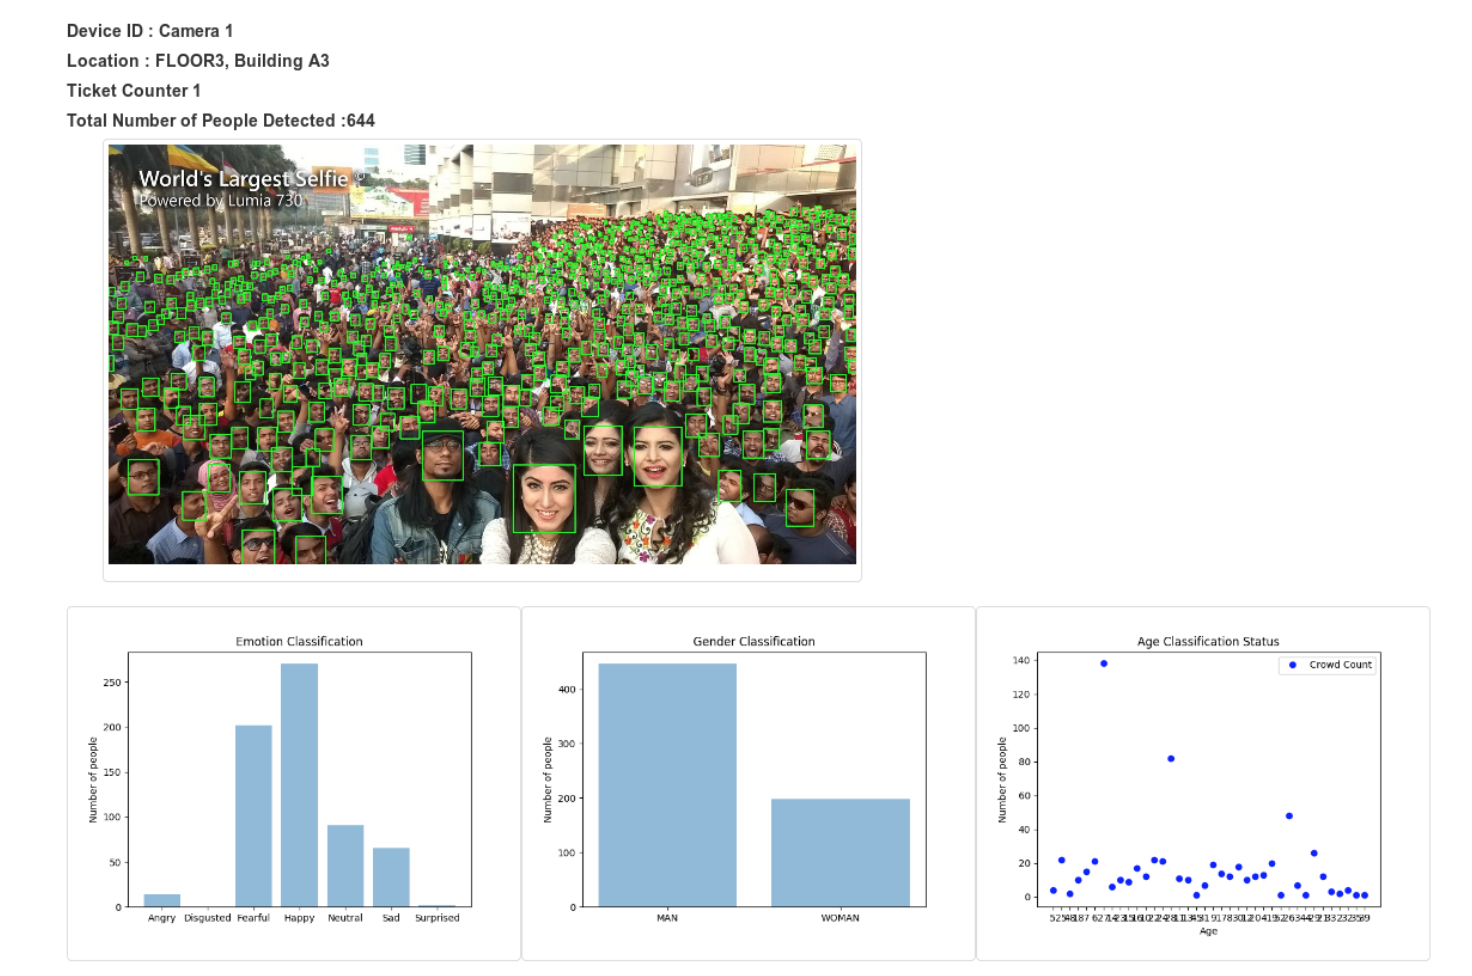 Device ID : Camera 1
Location : FLOOR3, Building A3
Ticket Counter 1
Total Number of People Detected :644
World's Largest Selfie
Powered by Lumia 730
Emotion Classification
Number of people
250
200
150
100
50
0
Angry Disgusted Fearful Happy Neutral Sad Surprised
Gender Classification
Number of people
400
300
200
100
0
MAN WOMAN
Age Classification Status
Crowd Count
Number of people
140
120
100
80
60
40
20
0
Age